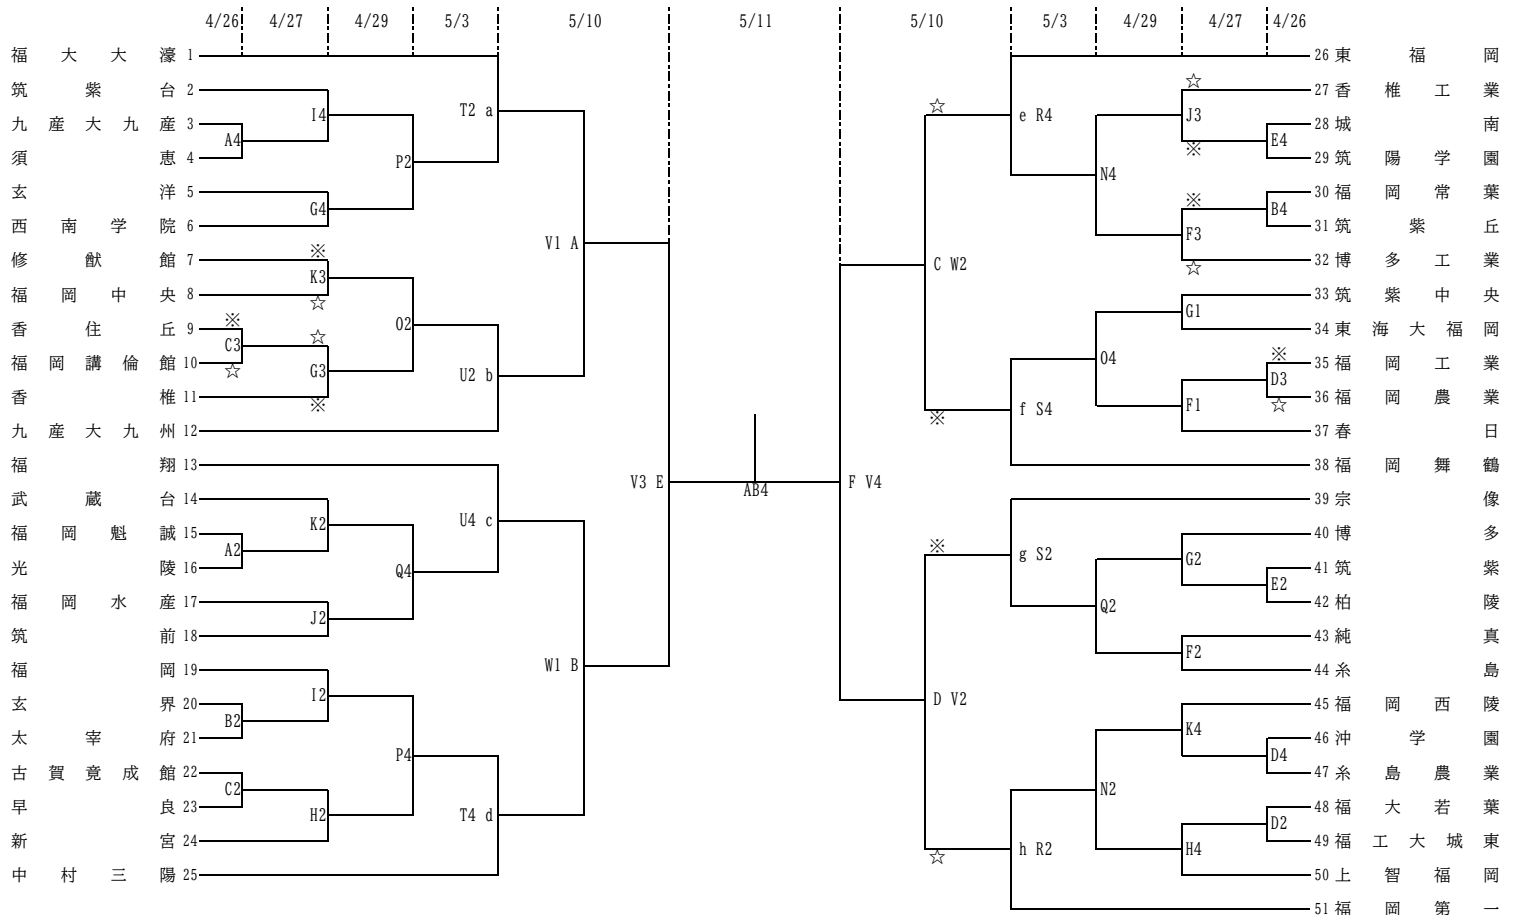 4/26 4/27 4/29 5/3 5/10 5/11 5/10 5/3 4/29 4/27 4/26
福大大濠 1
筑紫台 2
九産大九産 3
須恵 4
玄洋 5
西南学院 6
修猷館 7
福岡中央 8
香住丘 9
福岡講倫館 10
香椎 11
九産大九州 12
福翔 13
武蔵台 14
福岡魁誠 15
光陵 16
福岡水産 17
筑前 18
福岡 19
玄界 20
太宰府 21
古賀竟成館 22
早良 23
新宮 24
中村三陽 25
A4
C3
※
☆
A2
B2
C2
I4
G4
※
K3
☆
☆
G3
※
K2
J2
I2
H2
P2
O2
Q4
P4
T2 a
U2 b
U4 c
T4 d
V1 A
W1 B
V3 E
AB4
F V4
C W2
D V2
☆
※
※
☆
e R4
f S4
g S2
h R2
N4
O4
Q2
N2
☆
J3
※
※
F3
☆
G1
F1
G2
F2
K4
H4
E4
B4
※
D3
☆
E2
D4
D2
26 東福岡
27 香椎工業
28 城南
29 筑陽学園
30 福岡常葉
31 筑紫丘
32 博多工業
33 筑紫中央
34 東海大福岡
35 福岡工業
36 福岡農業
37 春日
38 福岡舞鶴
39 宗像
40 博多
41 筑紫
42 柏陵
43 純真
44 糸島
45 福岡西陵
46 沖学園
47 糸島農業
48 福大若葉
49 福工大城東
50 上智福岡
51 福岡第一